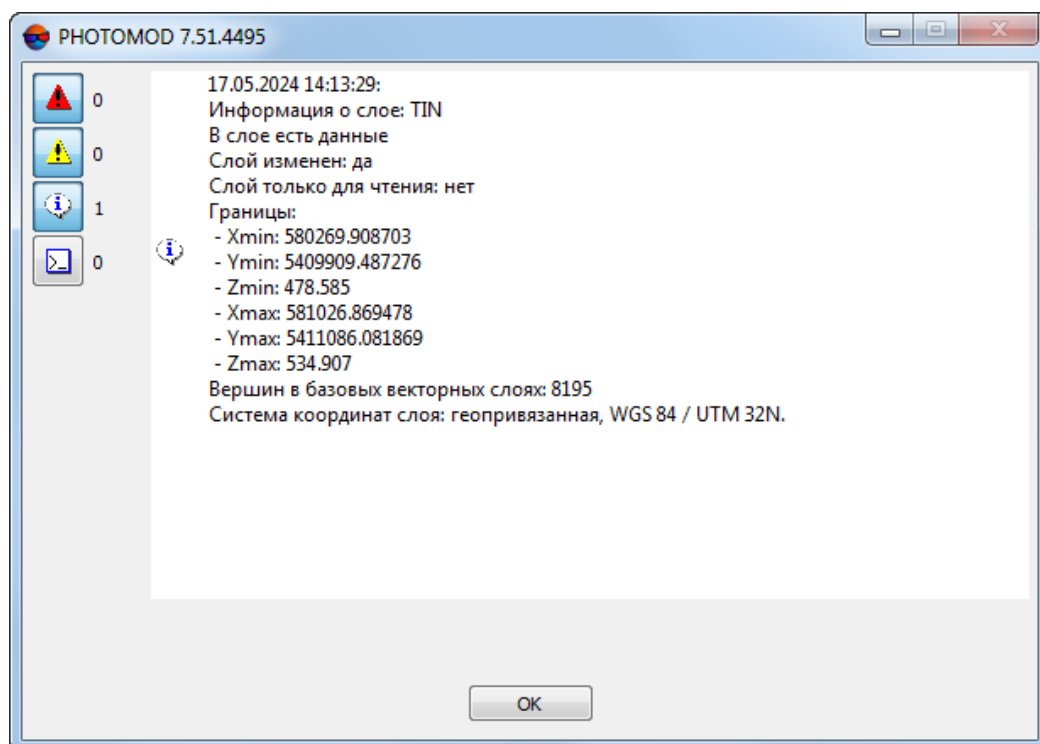 PHOTOMOD 7.51.4495
0
0
1
0
17.05.2024 14:13:29:
Информация о слое: TIN
В слое есть данные
Слой изменен: да
Слой только для чтения: нет
Границы:
- Xmin: 580269.908703
- Ymin: 5409909.487276
- Zmin: 478.585
- Xmax: 581026.869478
- Ymax: 5411086.081869
- Zmax: 534.907
Вершин в базовых векторных слоях: 8195
Система координат слоя: геопривязанная, WGS 84 / UTM 32N.
OK